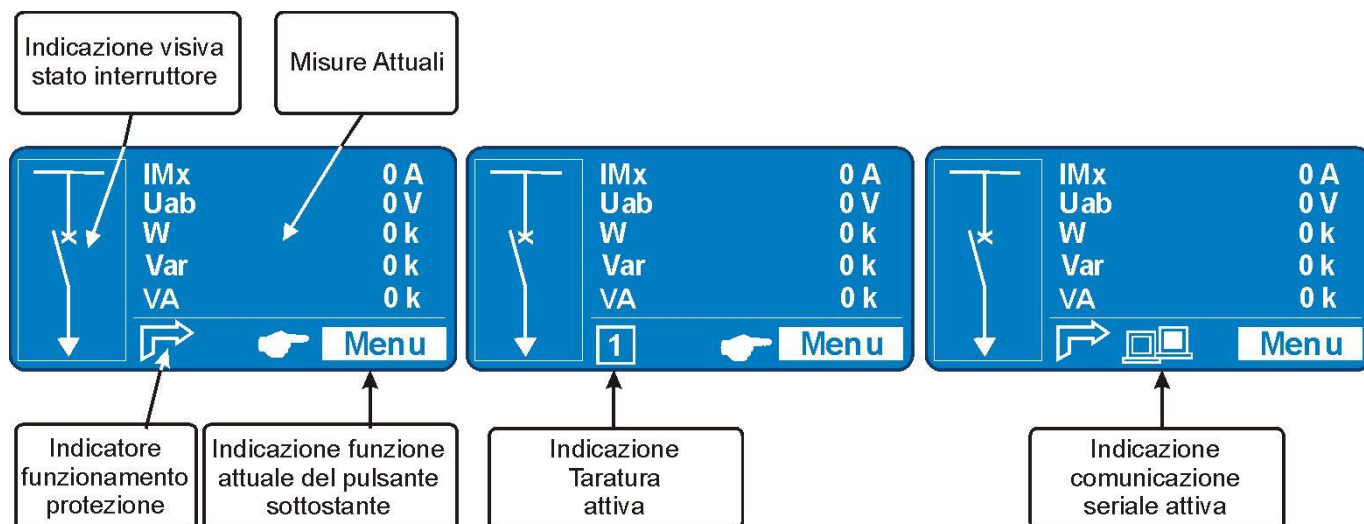 Indicazione visiva
stato interruttore
Misure Attuali
IMx 0 A
Uab 0 V
W 0 k
Var 0 k
VA 0 k
Menu
IMx 0 A
Uab 0 V
W 0 k
Var 0 k
VA 0 k
1 Menu
IMx 0 A
Uab 0 V
W 0 k
Var 0 k
VA 0 k
Menu
Indicatore
funzionamento
protezione
Indicazione funzione
attuale del pulsante
sottostante
Indicazione
Taratura
attiva
Indicazione
comunicazione
seriale attiva